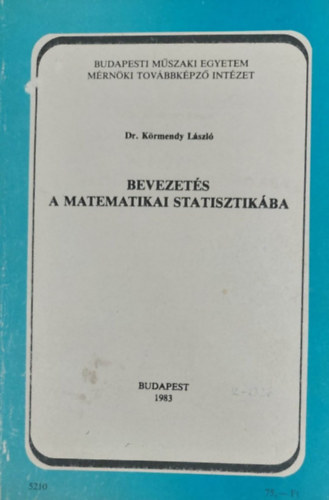 BUDAPESTI MŰSZAKI EGYETEM
MÉRNÖKI TOVÁBBKÉPZŐ INTÉZET
Dr. Körmendy László
BEVEZETÉS
A MATEMATIKAI STATISZTIKÁBA
BUDAPEST
1983
5210